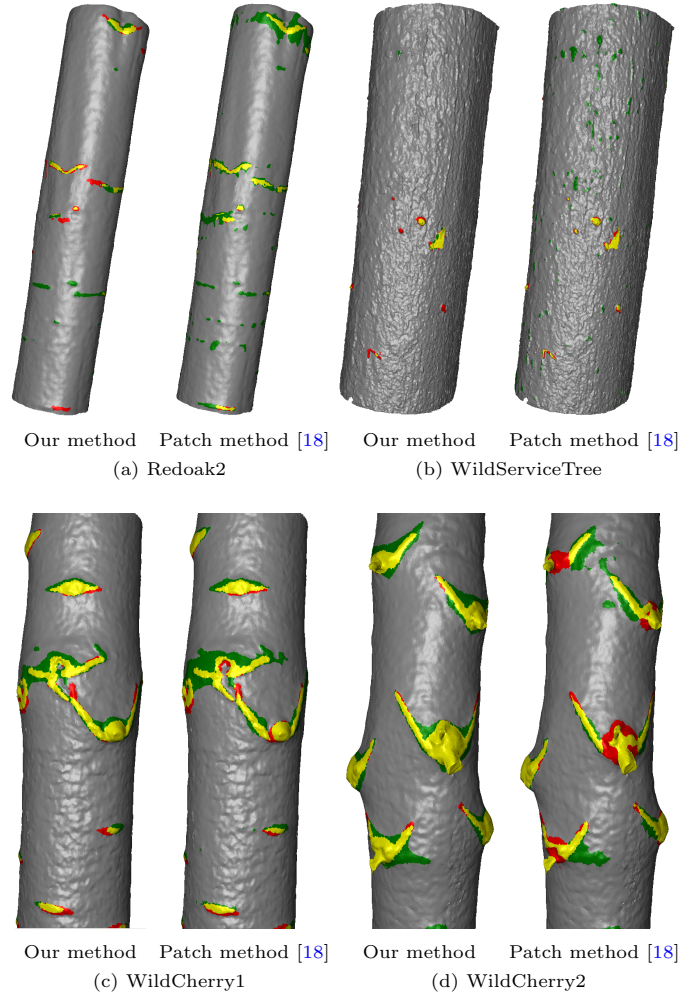 Our method Patch method [18]
(a) Redoak2
Our method Patch method [18]
(b) WildServiceTree
Our method Patch method [18]
(c) WildCherry1
Our method Patch method [18]
(d) WildCherry2